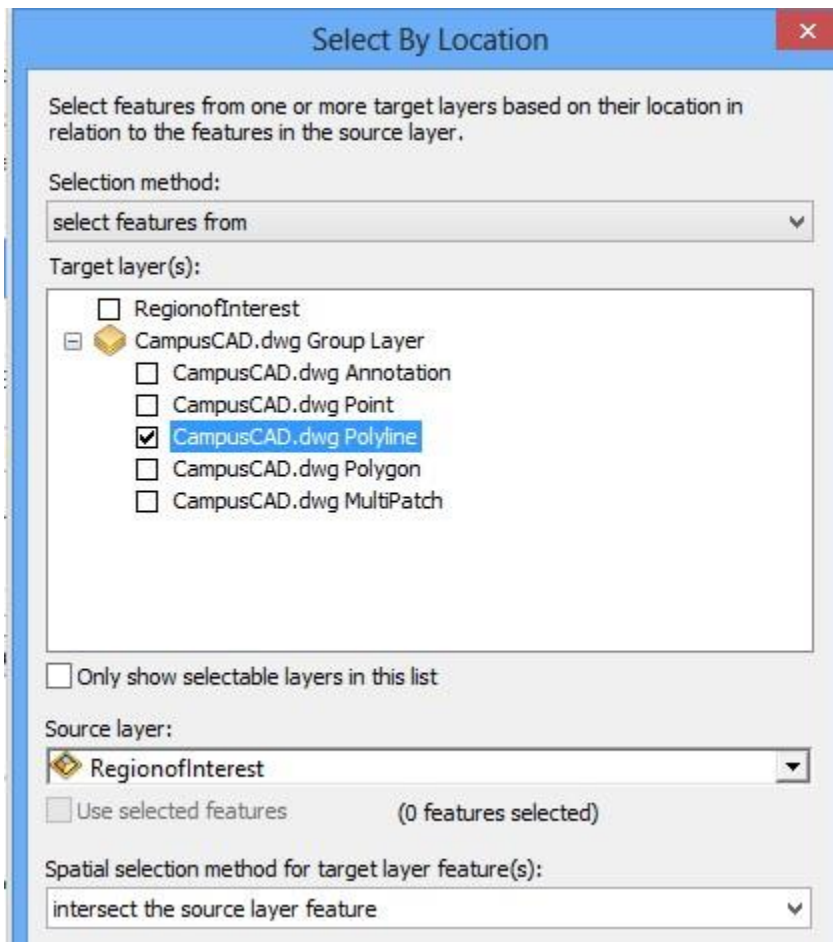 Select By Location
Select features from one or more target layers based on their location in
relation to the features in the source layer.
Selection method:
select features from
Target layer(s):
RegionofInterest
CampusCAD.dwg Group Layer
CampusCAD.dwg Annotation
CampusCAD.dwg Point
CampusCAD.dwg Polyline
CampusCAD.dwg Polygon
CampusCAD.dwg MultiPatch
Only show selectable layers in this list
Source layer:
RegionofInterest
Use selected features (0 features selected)
Spatial selection method for target layer feature(s):
intersect the source layer feature